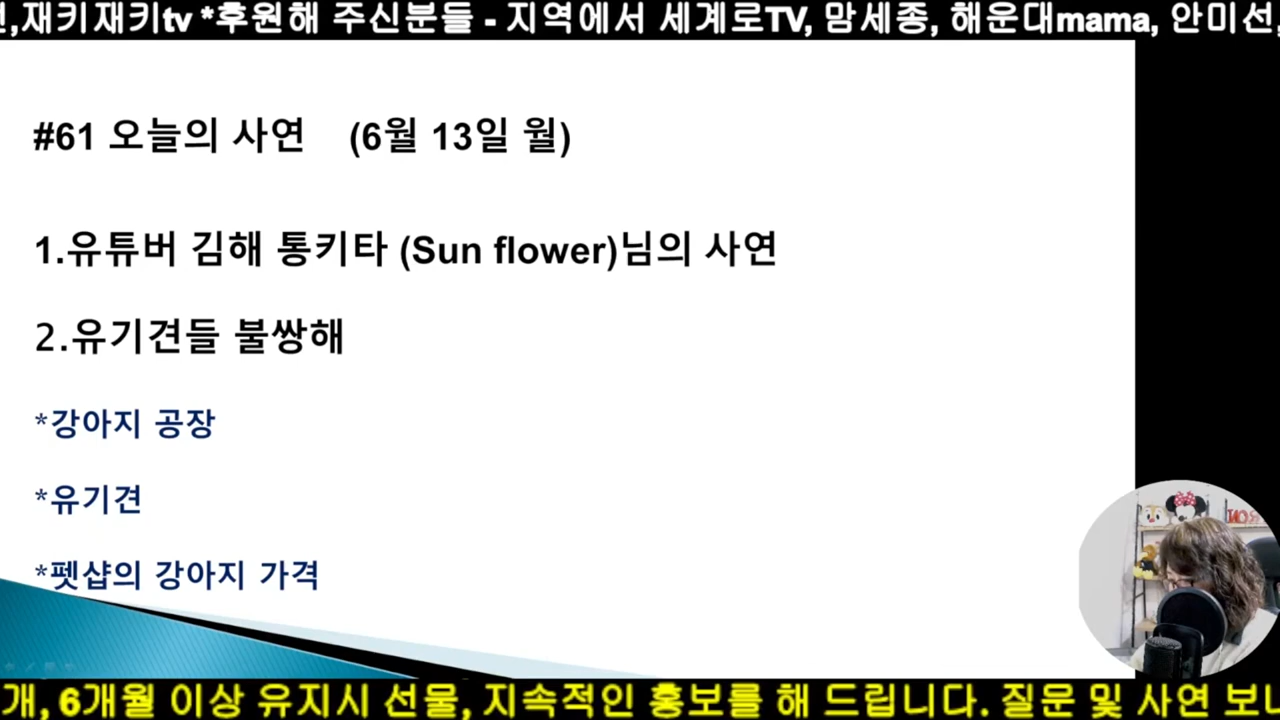 ,재키재키tv *후원해 주신분들 - 지역에서 세계로TV, 맘세종, 해운대mama, 안미선,
#61 오늘의 사연 (6월 13일 월)
1.유튜버 김해 통키타 (Sun flower)님의 사연
2.유기견들 불쌍해
*강아지 공장
*유기견
*펫샵의 강아지 가격
개, 6개월 이상 유지시 선물, 지속적인 홍보를 해 드립니다. 질문 및 사연 보내